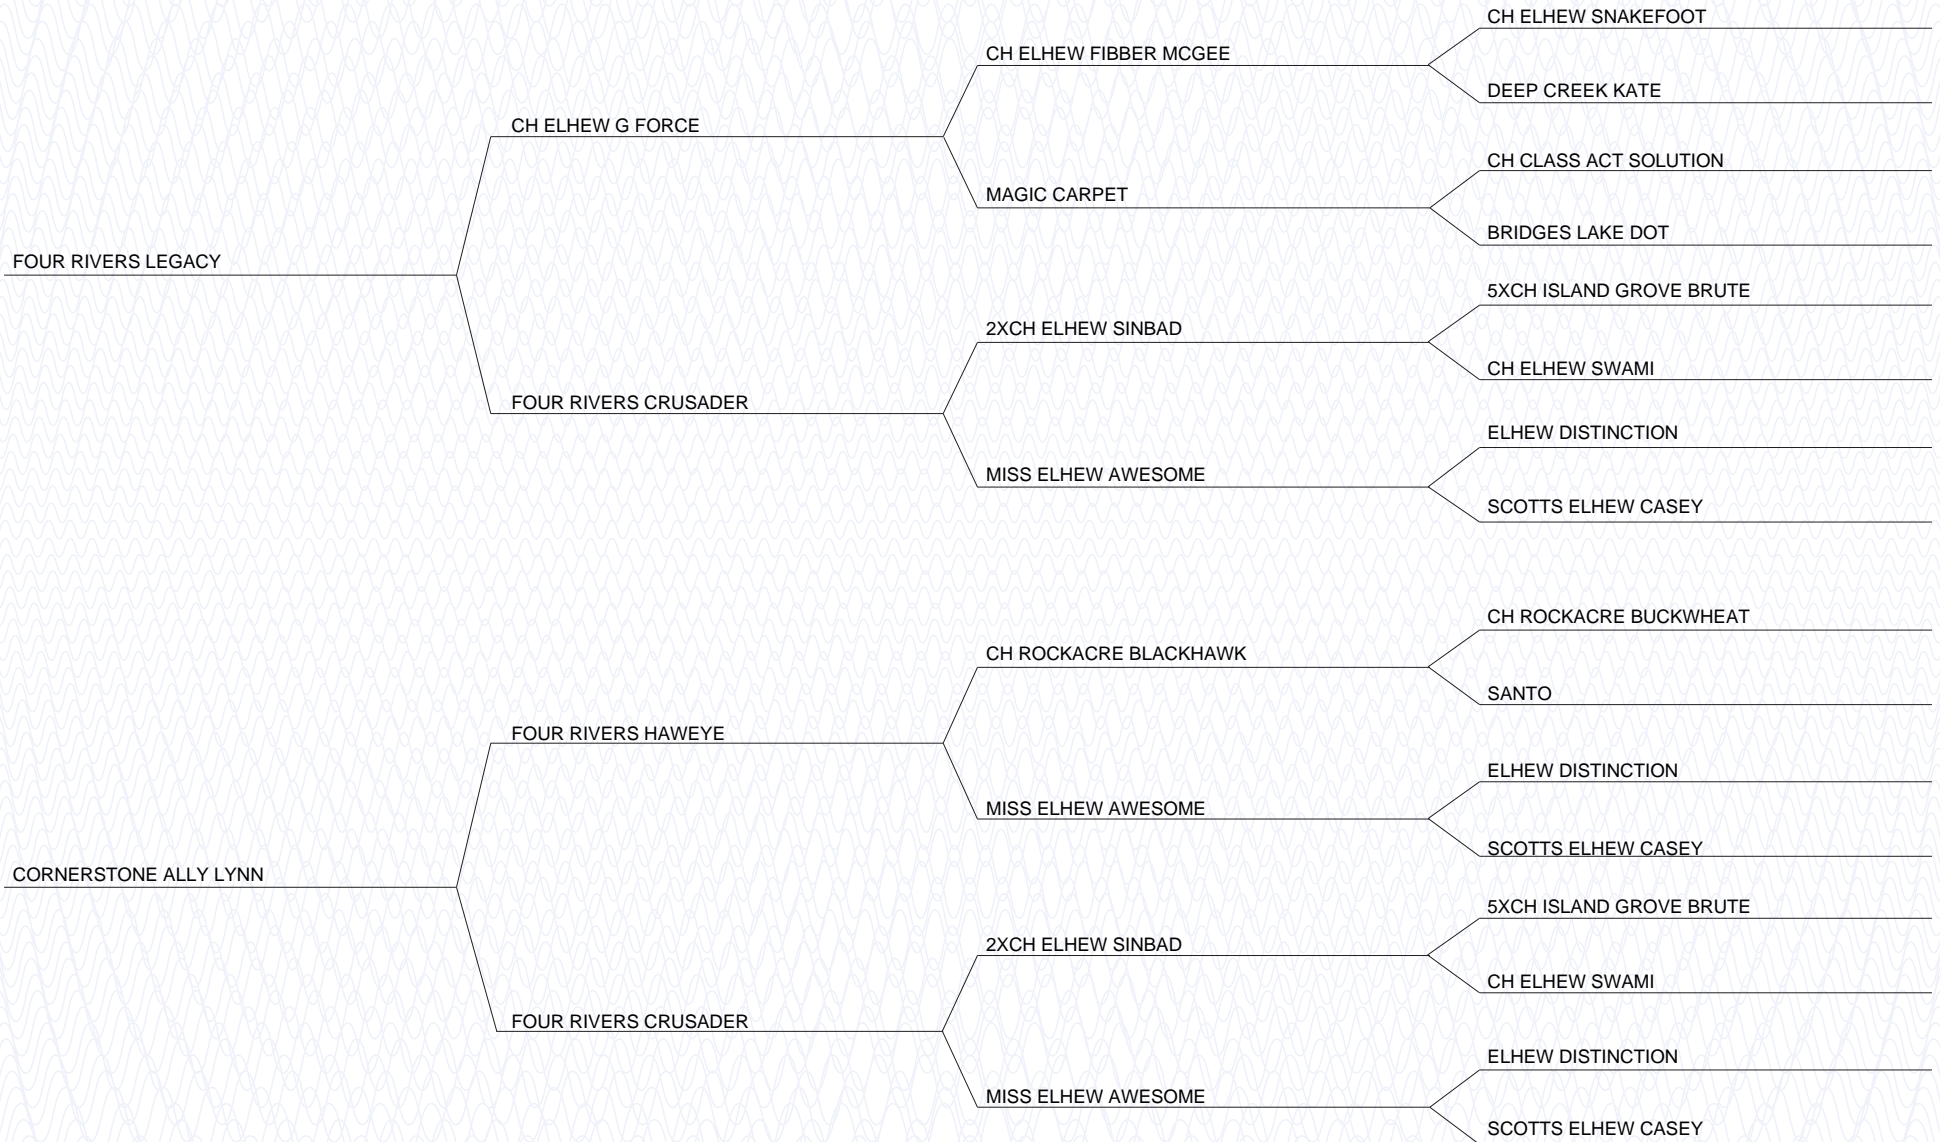 CH ELHEW SNAKEFOOT
CH ELHEW FIBBER MCGEE
DEEP CREEK KATE
CH ELHEW G FORCE
CH CLASS ACT SOLUTION
MAGIC CARPET
BRIDGES LAKE DOT
FOUR RIVERS LEGACY
5XCH ISLAND GROVE BRUTE
2XCH ELHEW SINBAD
CH ELHEW SWAMI
FOUR RIVERS CRUSADER
ELHEW DISTINCTION
MISS ELHEW AWESOME
SCOTTS ELHEW CASEY
CH ROCKACRE BUCKWHEAT
CH ROCKACRE BLACKHAWK
SANTO
FOUR RIVERS HAWEYE
ELHEW DISTINCTION
MISS ELHEW AWESOME
SCOTTS ELHEW CASEY
CORNERSTONE ALLY LYNN
5XCH ISLAND GROVE BRUTE
2XCH ELHEW SINBAD
CH ELHEW SWAMI
FOUR RIVERS CRUSADER
ELHEW DISTINCTION
MISS ELHEW AWESOME
SCOTTS ELHEW CASEY